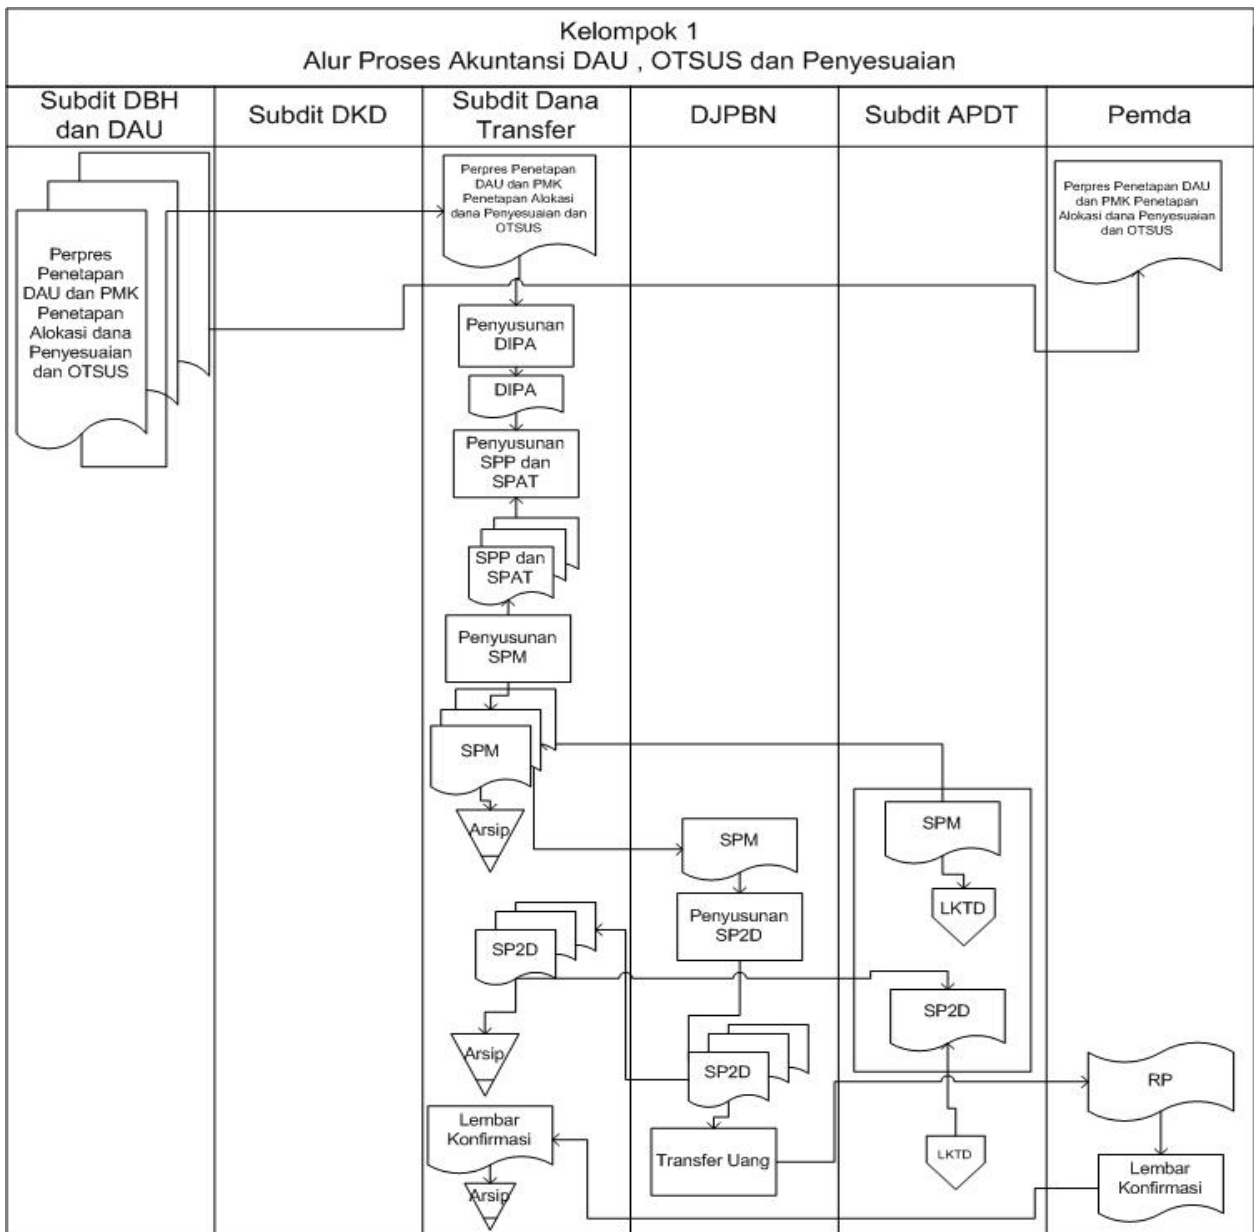 Kelompok 1
Alur Proses Akuntansi DAU , OTSUS dan Penyesuaian
Subdit DBH
dan DAU
Subdit DKD
Subdit Dana
Transfer
DJPBN
Subdit APDT
Pemda
Perpres
Penetapan
DAU dan PMK
Penetapan
Alokasi dana
Penyesuaian
dan OTSUS
Perpres Penetapan
DAU dan PMK
Penetapan Alokasi
dana Penyesuaian dan
OTSUS
Perpres Penetapan DAU
dan PMK Penetapan
Alokasi dana Penyesuaian
dan OTSUS
Penyusunan
DIPA
DIPA
Penyusunan
SPP dan
SPAT
SPP dan
SPAT
Penyusunan
SPM
SPM
Arsip
SPM
Penyusunan
SP2D
SPM
LKTD
SP2D
Arsip
SP2D
Transfer Uang
SP2D
LKTD
RP
Lembar
Konfirmasi
Lembar
Konfirmasi
Arsip